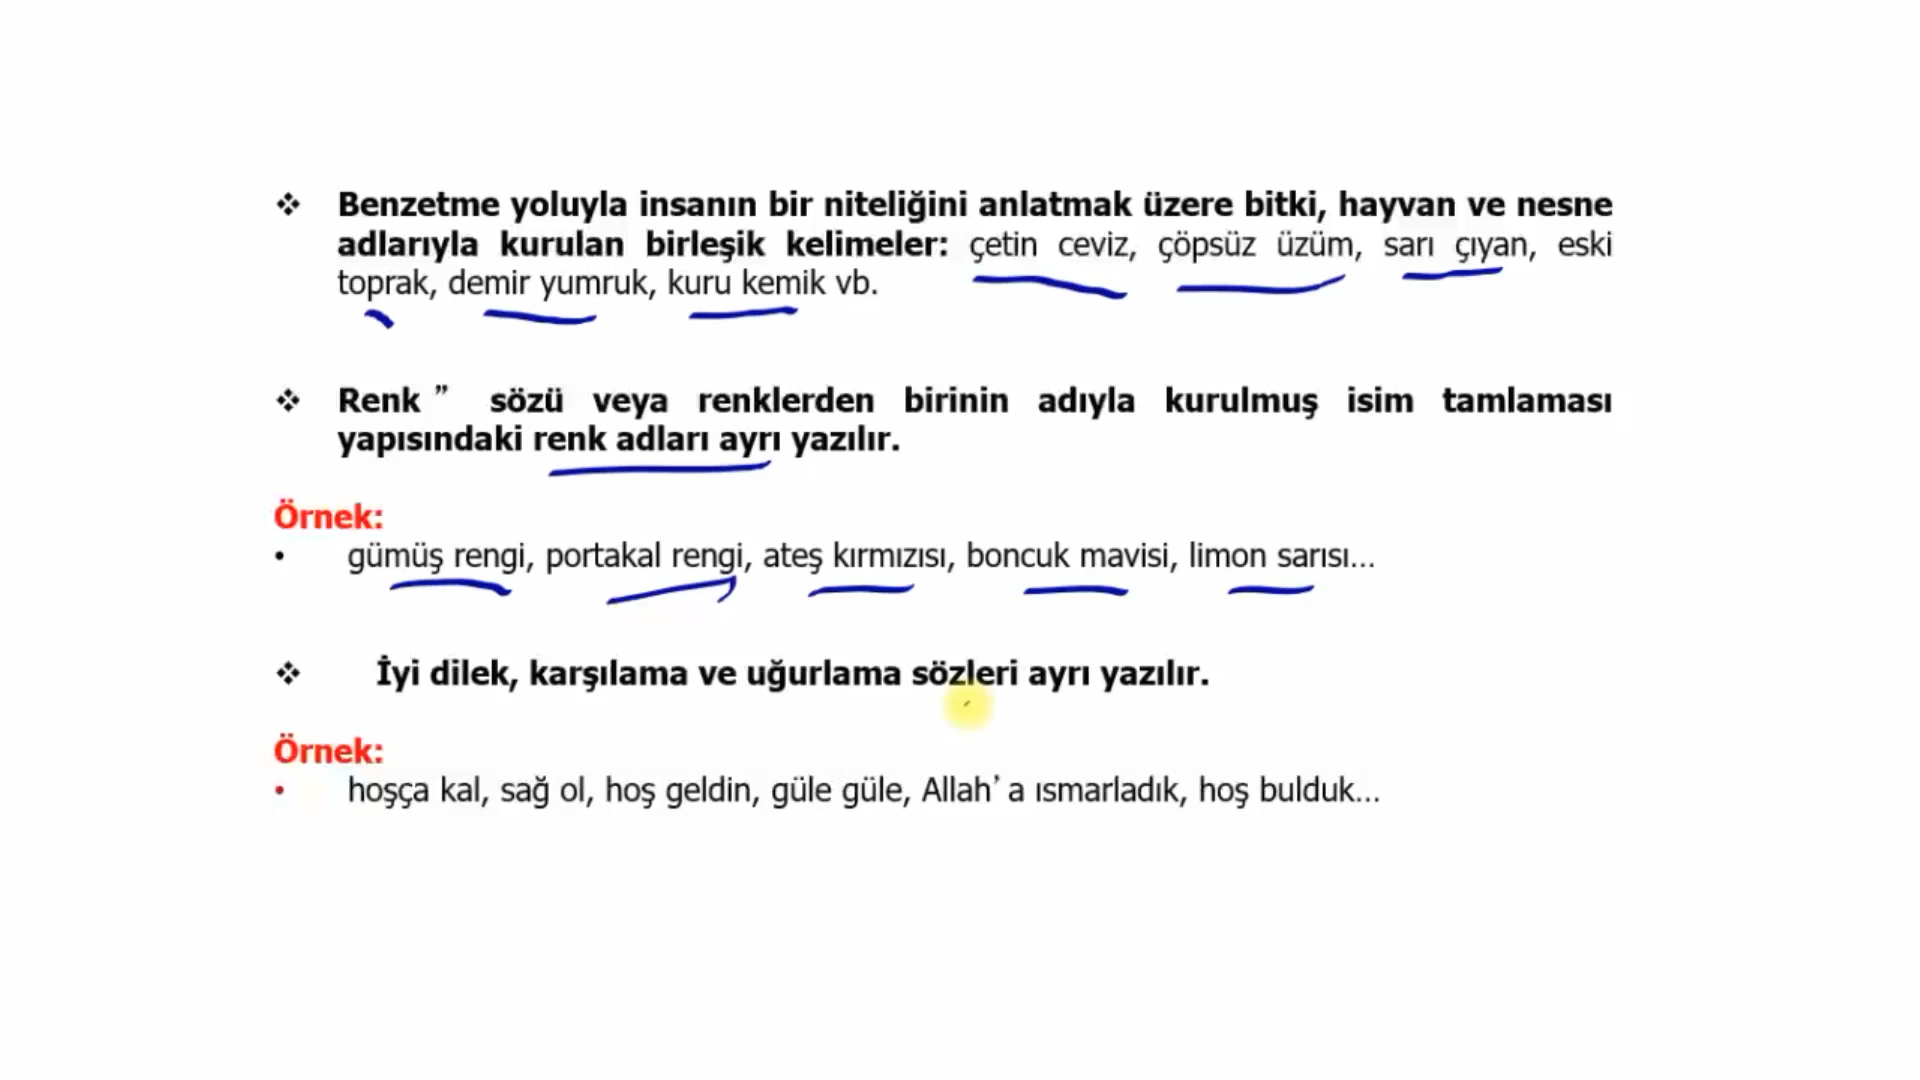 ❖ Benzetme yoluyla insanın bir niteliğini anlatmak üzere bitki, hayvan ve nesne
adlarıyla kurulan birleşik kelimeler: çetin ceviz, çöpsüz üzüm, sarı çıyan, eski
toprak, demir yumruk, kuru kemik vb.
❖ Renk ” sözü veya renklerden birinin adıyla kurulmuş isim tamlaması
yapısındaki renk adları ayrı yazılır.
Örnek:
• gümüş rengi, portakal rengi, ateş kırmızısı, boncuk mavisi, limon sarısı...
❖ İyi dilek, karşılama ve uğurlama sözleri ayrı yazılır.
Örnek:
• hoşça kal, sağ ol, hoş geldin, güle güle, Allah’ a ısmarladık, hoş bulduk...